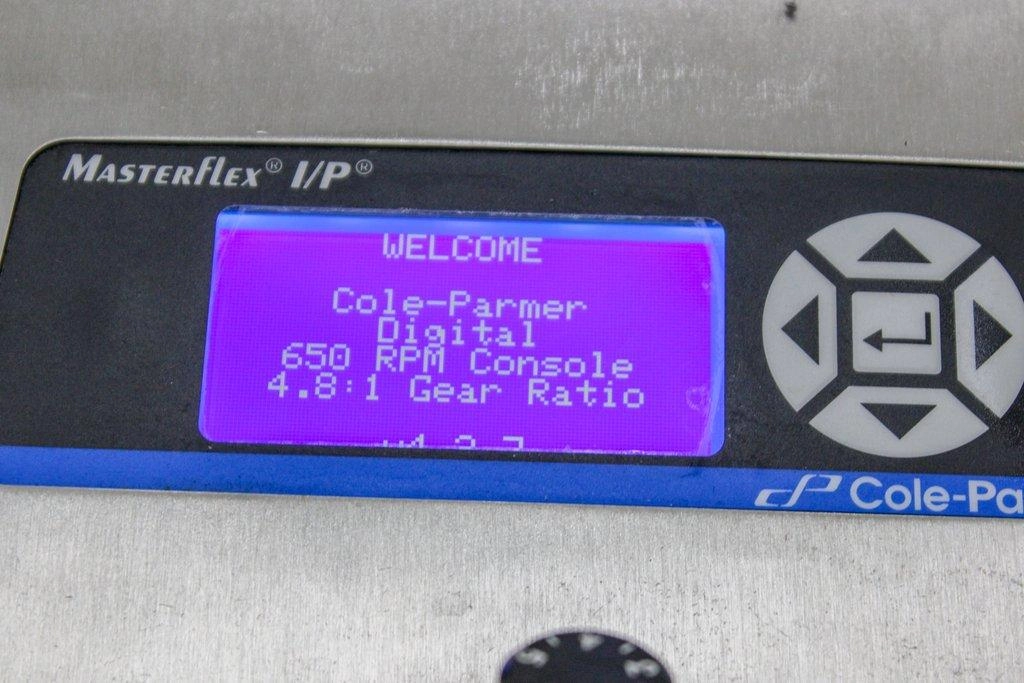 MASTERFLEX® I/P®
WELCOME
Cole-Parmer
Digital
650 RPM Console
4.8:1 Gear Ratio
Cole-Pa